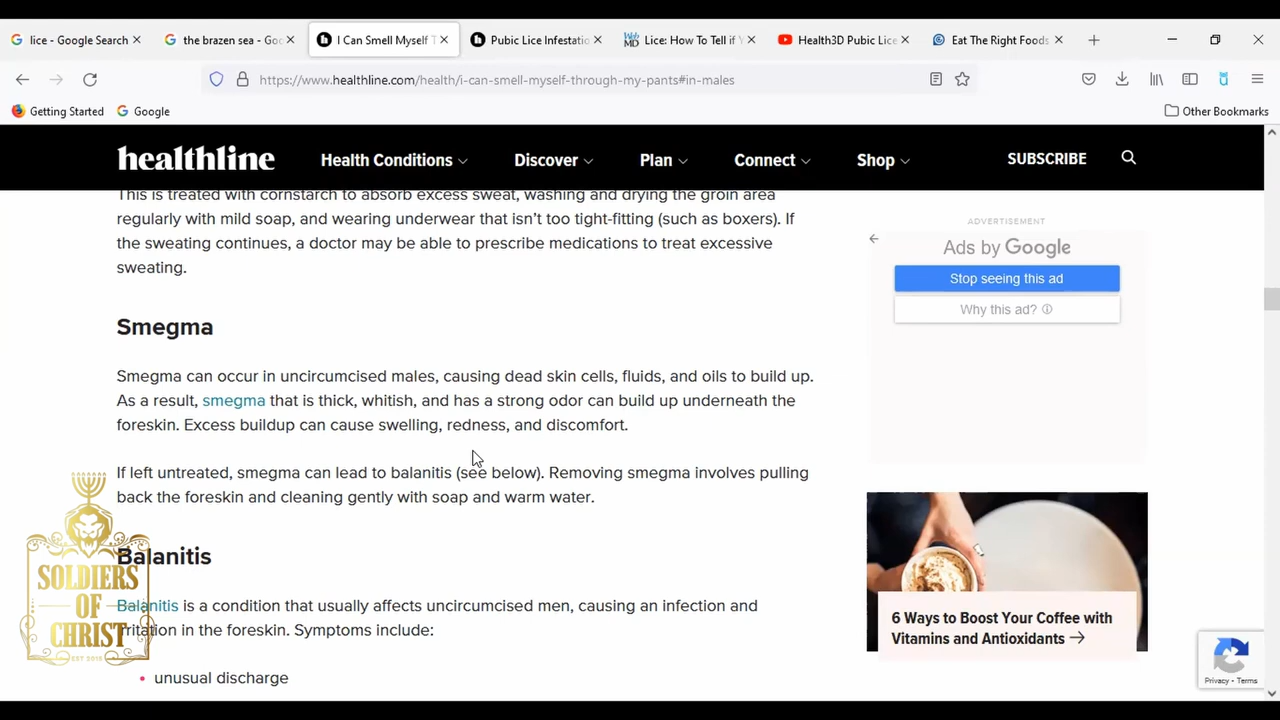 lice - Google Search
the brazen sea - Goo
I Can Smell Myself T
Pubic Lice Infestatio
Web MD
Lice: How To Tell if Y
Health3D Pubic Lice
Eat The Right Foods
https://www.healthline.com/health/i-can-smell-myself-through-my-pants#in-males
Getting Started
Google
Other Bookmarks
healthline
Health Conditions
Discover
Plan
Connect
Shop
SUBSCRIBE
This is treated with cornstarch to absorb excess sweat, washing and drying the groin area
regularly with mild soap, and wearing underwear that isn’t too tight-fitting (such as boxers). If
the sweating continues, a doctor may be able to prescribe medications to treat excessive
sweating.
Smegma
Smegma can occur in uncircumcised males, causing dead skin cells, fluids, and oils to build up.
As a result, smegma that is thick, whitish, and has a strong odor can build up underneath the
foreskin. Excess buildup can cause swelling, redness, and discomfort.
If left untreated, smegma can lead to balanitis (see below). Removing smegma involves pulling
back the foreskin and cleaning gently with soap and warm water.
Balanitis
Balanitis is a condition that usually affects uncircumcised men, causing an infection and
irritation in the foreskin. Symptoms include:
unusual discharge
ADVERTISEMENT
Ads by Google
Stop seeing this ad
Why this ad?
6 Ways to Boost Your Coffee with
Vitamins and Antioxidants
Privacy - Terms
SOLDIERS
OF
CHRIST